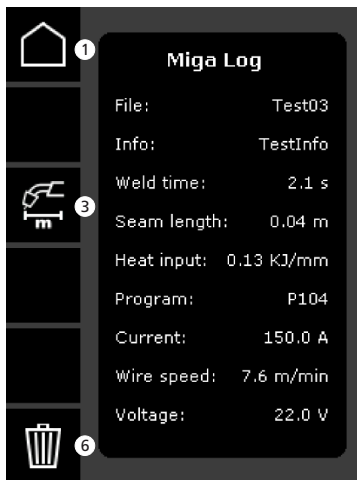 1
Miga Log
File: Test03
Info: TestInfo
Weld time: 2.1 s
3
m
Seam length: 0.04 m
Heat input: 0.13 KJ/mm
Program: P104
Current: 150.0 A
Wire speed: 7.6 m/min
Voltage: 22.0 V
6